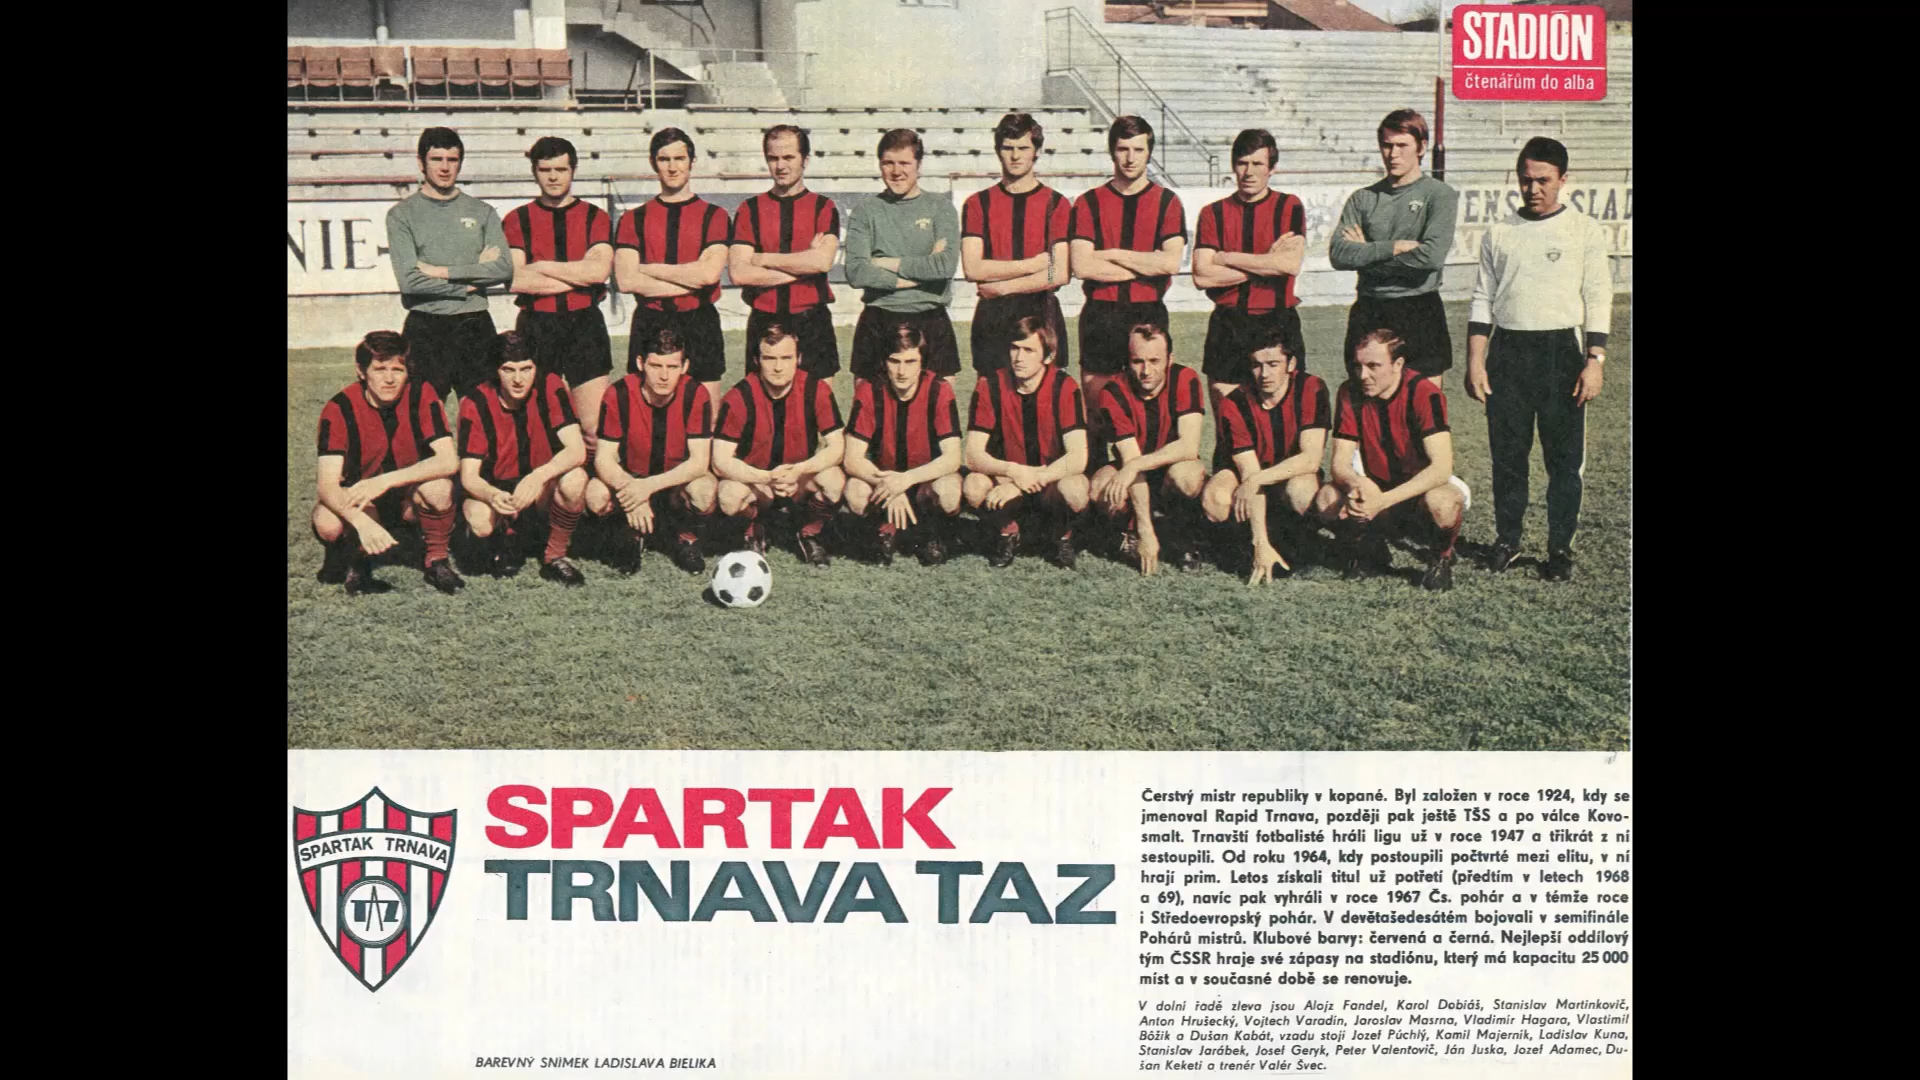 STADIÓN
čtenářům do alba
NIE
SPARTAK TRNAVA
TAZ
SPARTAK
TRNAVA TAZ
Čerstvý mistr republiky v kopané. Byl založen v roce 1924, kdy se
jmenoval Rapid Trnava, později pak ještě TŠS a po válce Kovo-
smalt. Trnavští fotbalisté hráli ligu už v roce 1947 a třikrát z ní
sestoupili. Od roku 1964, kdy postoupili počtvrté mezi elitu, v ní
hrají prim. Letos získali titul už potřetí (předtím v letech 1968
a 69), navíc pak vyhráli v roce 1967 Čs. pohár a v témže roce
i Středoevropský pohár. V devětašedesátém bojovali v semifinále
Pohárů mistrů. Klubové barvy: červená a černá. Nejlepší oddílový
tým ČSSR hraje své zápasy na stadiónu, který má kapacitu 25 000
míst a v současné době se renovuje.
V dolní řadě zleva jsou Alojz Fandel, Karol Dobiáš, Stanislav Martinkovič,
Anton Hrušecký, Vojtech Varadín, Jaroslav Masrna, Vladimír Hagara, Vlastimil
Bôžik a Dušan Kabát, vzadu stojí Jozef Púchlý, Kamil Majerník, Ladislav Kuna,
Stanislav Jarábek, Josef Geryk, Peter Valentovič, Ján Juska, Jozef Adamec, Du-
šan Keketi a trenér Valér Švec.
BAREVNÝ SNÍMEK LADISLAVA BIELIKA